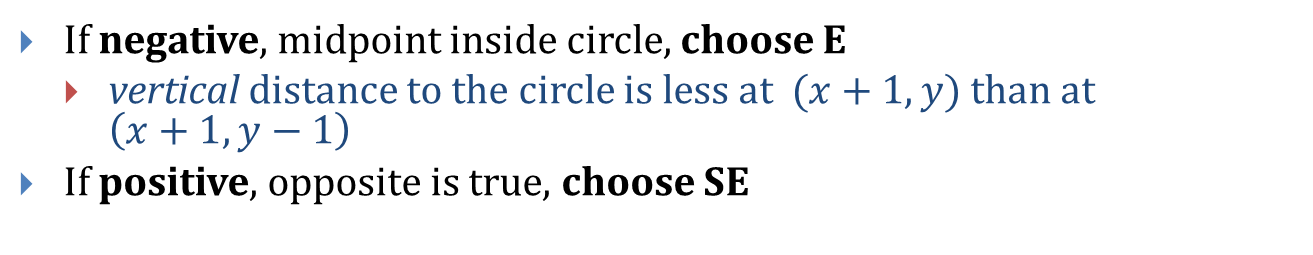 If negative, midpoint inside circle, choose E
vertical distance to the circle is less at (x + 1, y) than at
(x + 1, y − 1)
If positive, opposite is true, choose SE